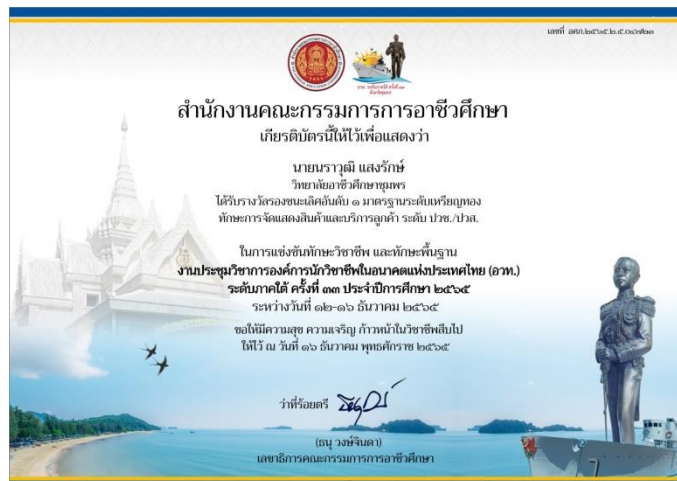 สำนักงานคณะกรรมการการอาชีวศึกษา
เกียรติบัตรนี้ให้ไว้เพื่อแสดงว่า
นายนราวุฒิ แสงรักษ์
วิทยาลัยอาชีวศึกษาชุมพร
ได้รับรางวัลรองชนะเลิศอันดับ ๑ มาตรฐานระดับเหรียญทอง
ทักษะการจัดแสดงสินค้าและบริการลูกค้า ระดับ ปวช./ปวส.
ในการแข่งขันทักษะวิชาชีพ และทักษะพื้นฐาน
งานประชุมวิชาการองค์การนักวิชาชีพในอนาคตแห่งประเทศไทย (อวท.)
ระดับภาคใต้ ครั้งที่ ๓๓ ประจำปีการศึกษา ๒๕๖๕
ระหว่างวันที่ ๑๒-๑๖ ธันวาคม ๒๕๖๕
ขอให้มีความสุข ความเจริญ ก้าวหน้าในวิชาชีพสืบไป
ให้ไว้ ณ วันที่ ๑๖ ธันวาคม พุทธศักราช ๒๕๖๕
ว่าที่ร้อยตรี
(ธนุ วงษ์จินดา)
เลขาธิการคณะกรรมการการอาชีวศึกษา